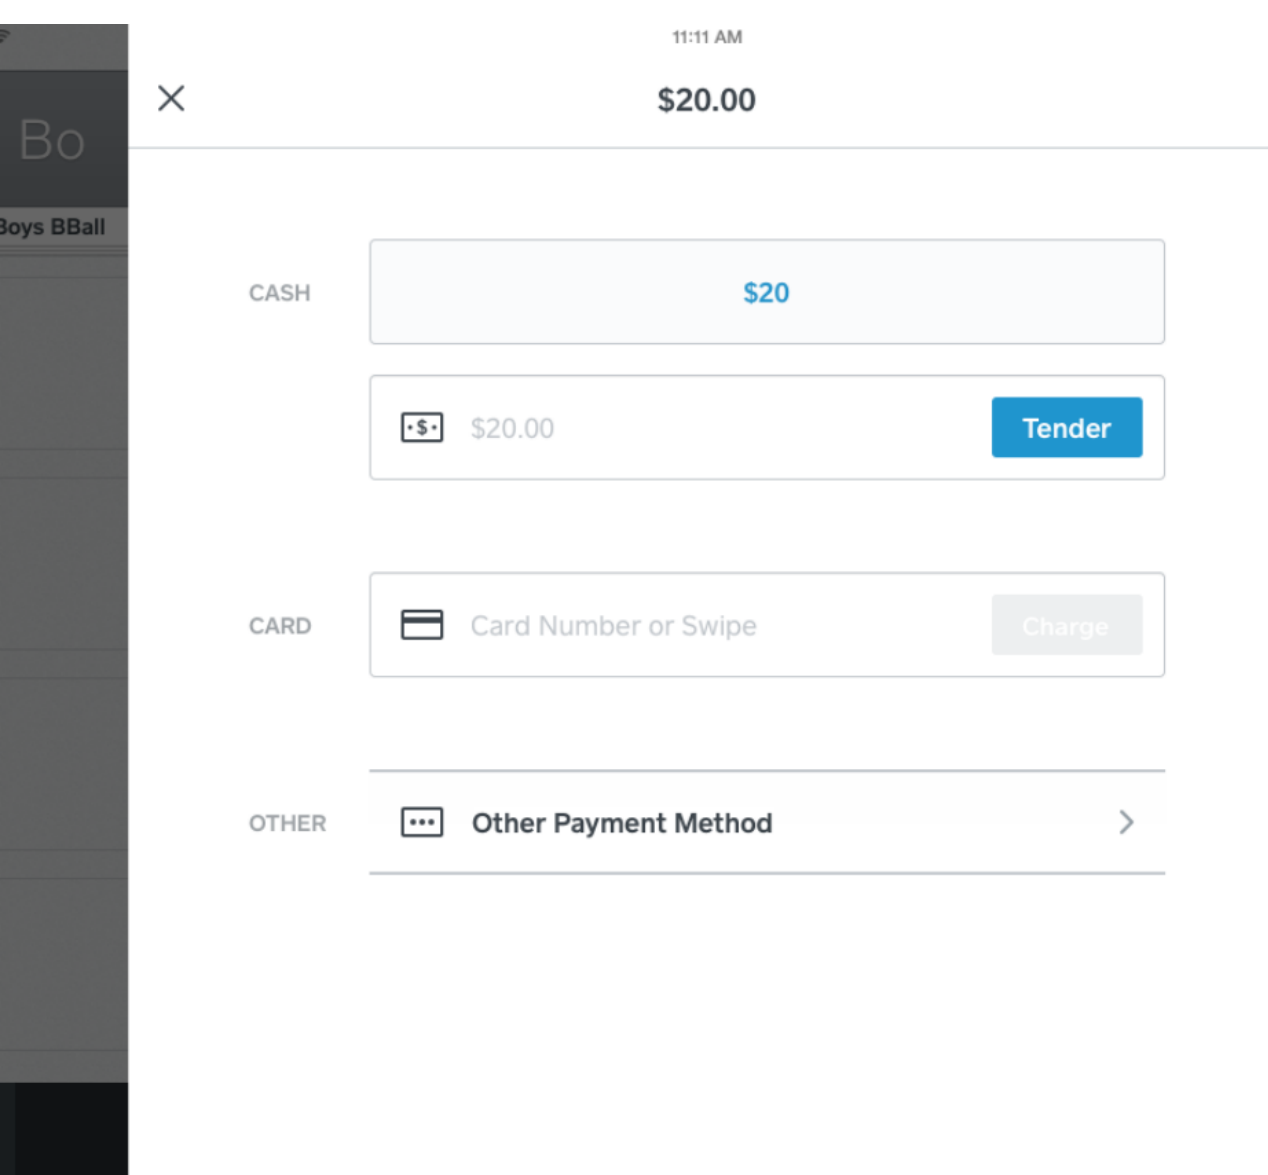 11:11 AM
$20.00
Bo
Boys BBall
CASH
$20
$20.00
Tender
CARD
Card Number or Swipe
Charge
OTHER
Other Payment Method